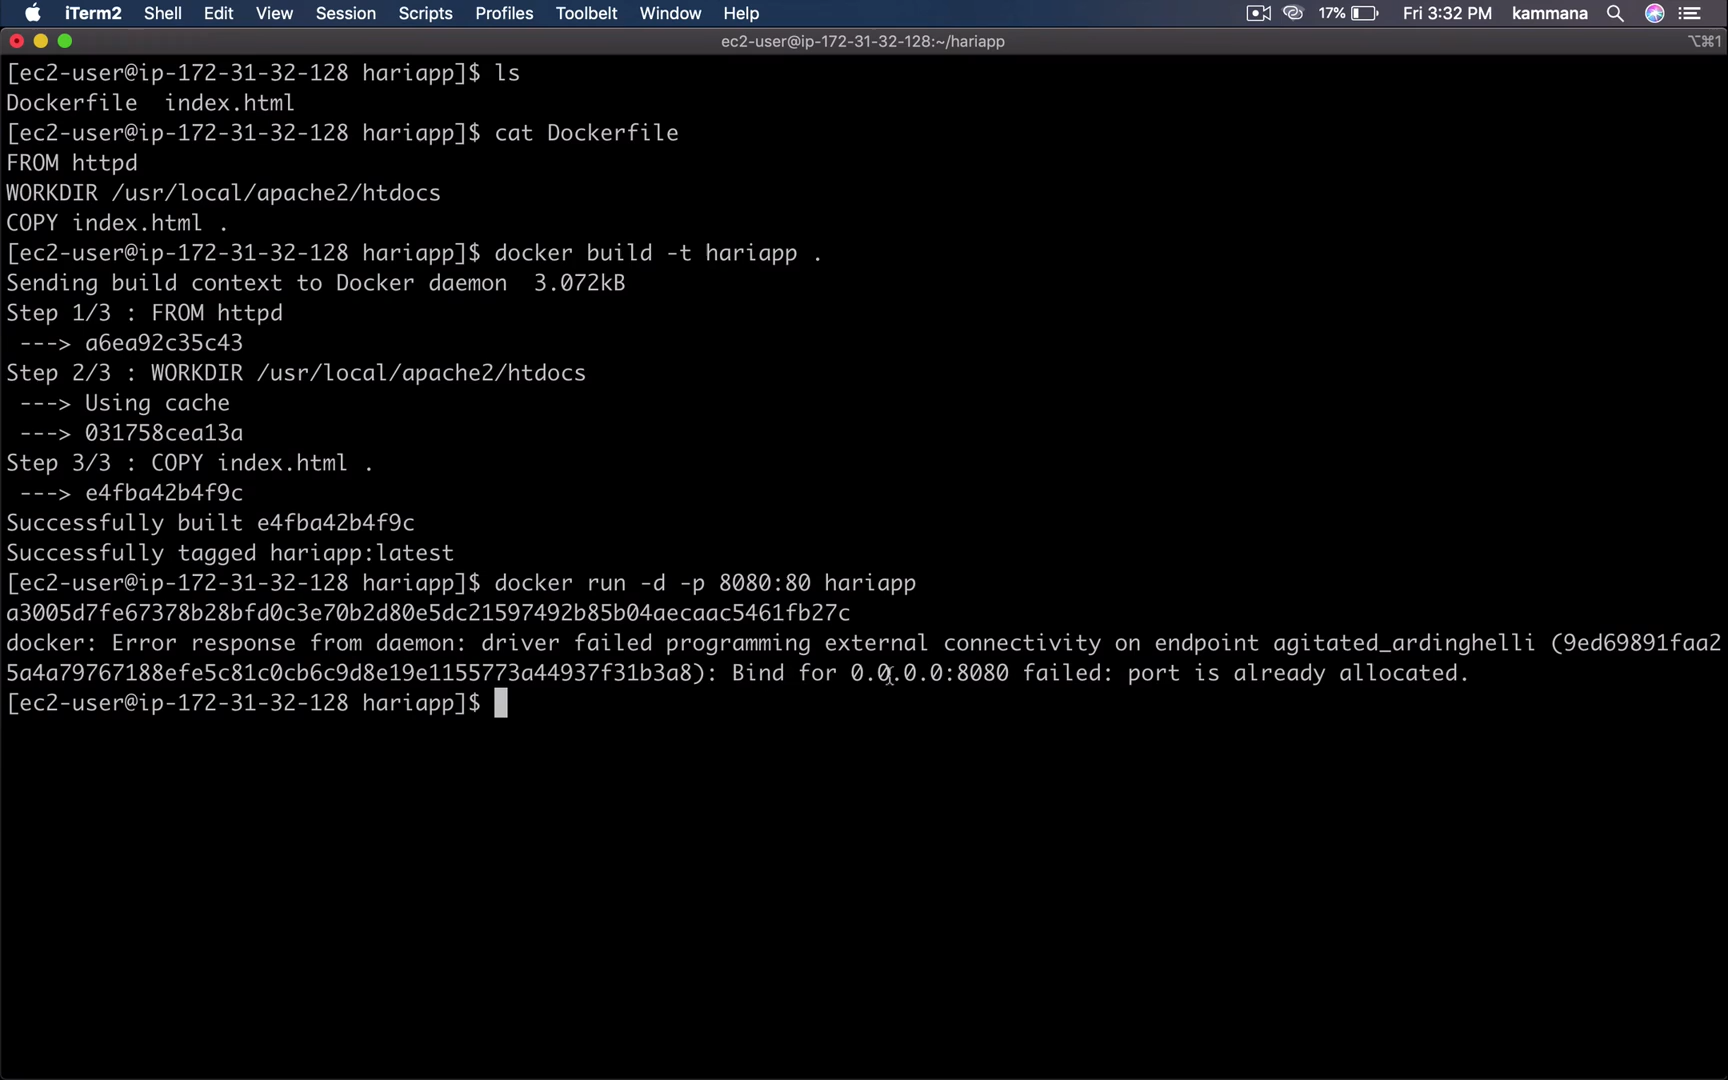 iTerm2 Shell Edit View Session Scripts Profiles Toolbelt Window Help 17% Fri 3:32 PM kammana
ec2-user@ip-172-31-32-128:~/hariapp ⌥⌘1
[ec2-user@ip-172-31-32-128 hariapp]$ ls
Dockerfile  index.html
[ec2-user@ip-172-31-32-128 hariapp]$ cat Dockerfile
FROM httpd
WORKDIR /usr/local/apache2/htdocs
COPY index.html .
[ec2-user@ip-172-31-32-128 hariapp]$ docker build -t hariapp .
Sending build context to Docker daemon  3.072kB
Step 1/3 : FROM httpd
 ---> a6ea92c35c43
Step 2/3 : WORKDIR /usr/local/apache2/htdocs
 ---> Using cache
 ---> 031758cea13a
Step 3/3 : COPY index.html .
 ---> e4fba42b4f9c
Successfully built e4fba42b4f9c
Successfully tagged hariapp:latest
[ec2-user@ip-172-31-32-128 hariapp]$ docker run -d -p 8080:80 hariapp
a3005d7fe67378b28bfd0c3e70b2d80e5dc21597492b85b04aecaac5461fb27c
docker: Error response from daemon: driver failed programming external connectivity on endpoint agitated_ardinghelli (9ed69891faa2
5a4a79767188efe5c81c0cb6c9d8e19e1155773a44937f31b3a8): Bind for 0.0.0.0:8080 failed: port is already allocated.
[ec2-user@ip-172-31-32-128 hariapp]$